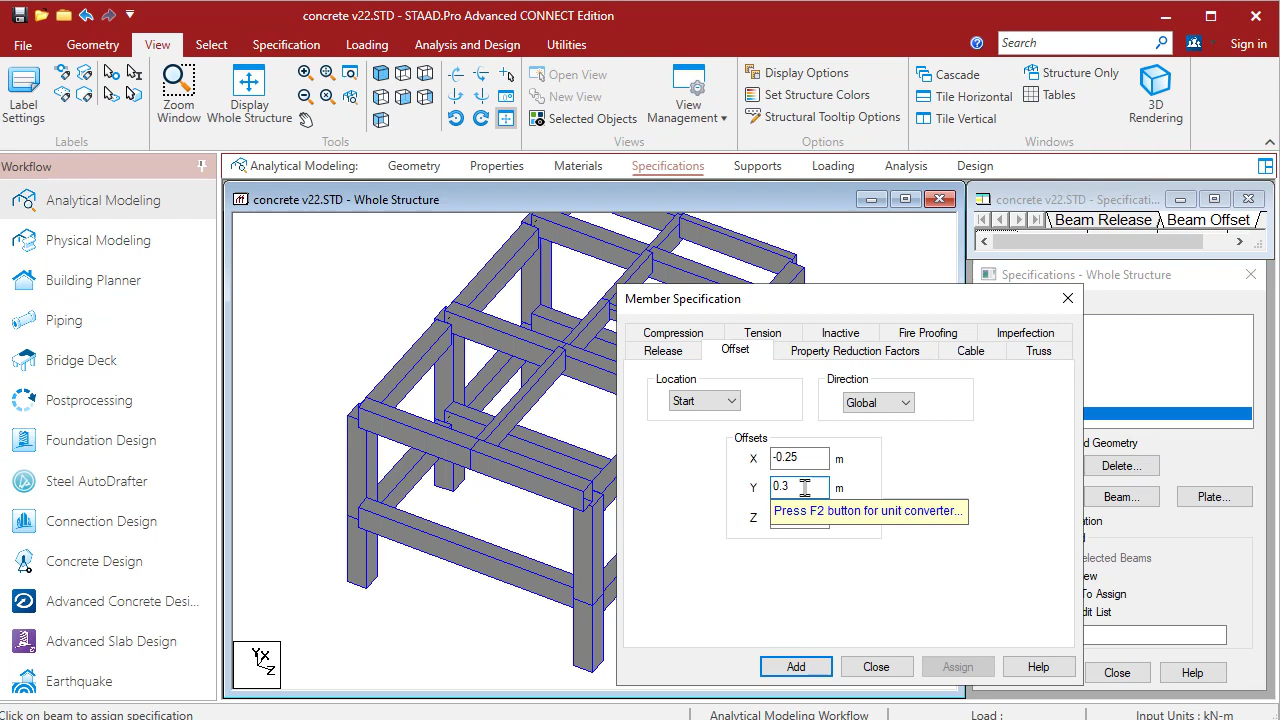 concrete v22.STD - STAAD.Pro Advanced CONNECT Edition
File
Geometry
View
Select
Specification
Loading
Analysis and Design
Utilities
Search
Sign in
Label
Settings
Labels
Zoom
Window
Display
Whole Structure
Tools
Open View
New View
Selected Objects
View
Management
Views
Display Options
Set Structure Colors
Structural Tooltip Options
Options
Cascade
Tile Horizontal
Tile Vertical
Structure Only
Tables
Windows
3D
Rendering
Workflow
Analytical Modeling:
Geometry
Properties
Materials
Specifications
Supports
Loading
Analysis
Design
Analytical Modeling
Physical Modeling
Building Planner
Piping
Bridge Deck
Postprocessing
Foundation Design
Steel AutoDrafter
Connection Design
Concrete Design
Advanced Concrete Desi...
Advanced Slab Design
Earthquake
concrete v22.STD - Whole Structure
concrete v22.STD - Specificati...
Beam Release
Beam Offset
Specifications - Whole Structure
Member Specification
Compression
Tension
Inactive
Fire Proofing
Imperfection
Release
Offset
Property Reduction Factors
Cable
Truss
Location
Start
Direction
Global
Offsets
X -0.25 m
Y 0.3 m
Press F2 button for unit converter...
Z
Add
Close
Assign
Help
d Geometry
Delete...
Beam...
Plate...
ation
d
elected Beams
ew
To Assign
dit List
Close
Help
Y X
Z
Click on beam to assign specification
Analytical Modeling Workflow
Load :
Input Units : kN-m